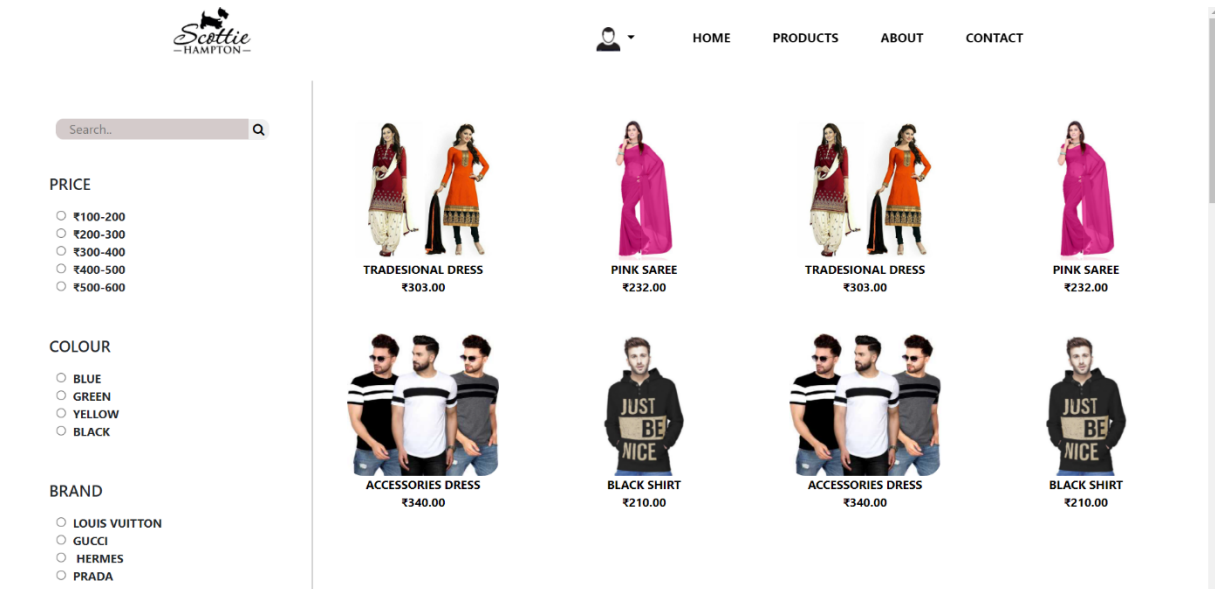 Scottie
HAMPTON
HOME PRODUCTS ABOUT CONTACT
Search..
PRICE
₹100-200
₹200-300
₹300-400
₹400-500
₹500-600
COLOUR
BLUE
GREEN
YELLOW
BLACK
BRAND
LOUIS VUITTON
GUCCI
HERMES
PRADA
TRADESIONAL DRESS
₹303.00
PINK SAREE
₹232.00
TRADESIONAL DRESS
₹303.00
PINK SAREE
₹232.00
JUST
BE
NICE
JUST
BE
NICE
ACCESSORIES DRESS
₹340.00
BLACK SHIRT
₹210.00
ACCESSORIES DRESS
₹340.00
BLACK SHIRT
₹210.00